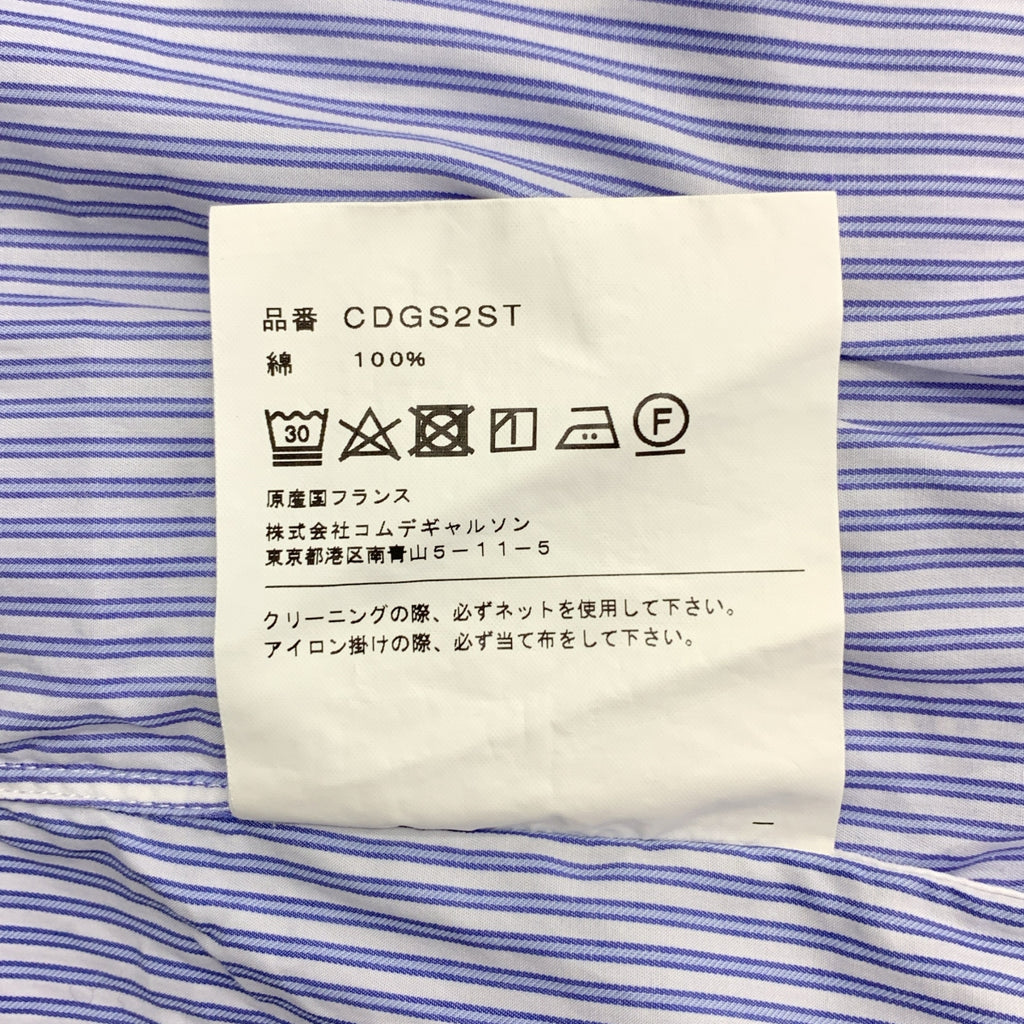 品番 CDGS2ST
綿 100%
30 F
原産国フランス
株式会社コムデギャルソン
東京都港区南青山5－11－5
クリーニングの際、必ずネットを使用して下さい。
アイロン掛けの際、必ず当て布をして下さい。